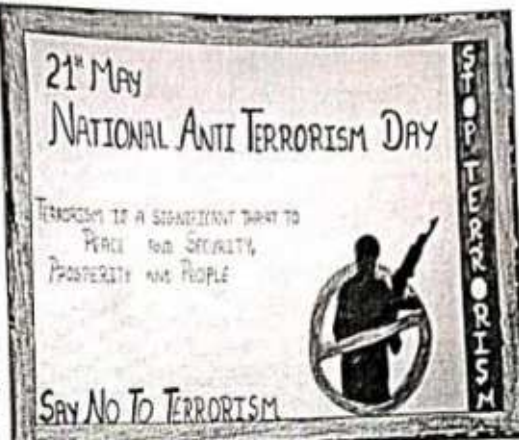 21st May
NATIONAL ANTI TERRORISM DAY
TERRORISM IS A SIGNIFICANT THREAT TO
PEACE AND SECURITY,
PROSPERITY AND PEOPLE
SAY NO TO TERRORISM
STOP TERRORISM